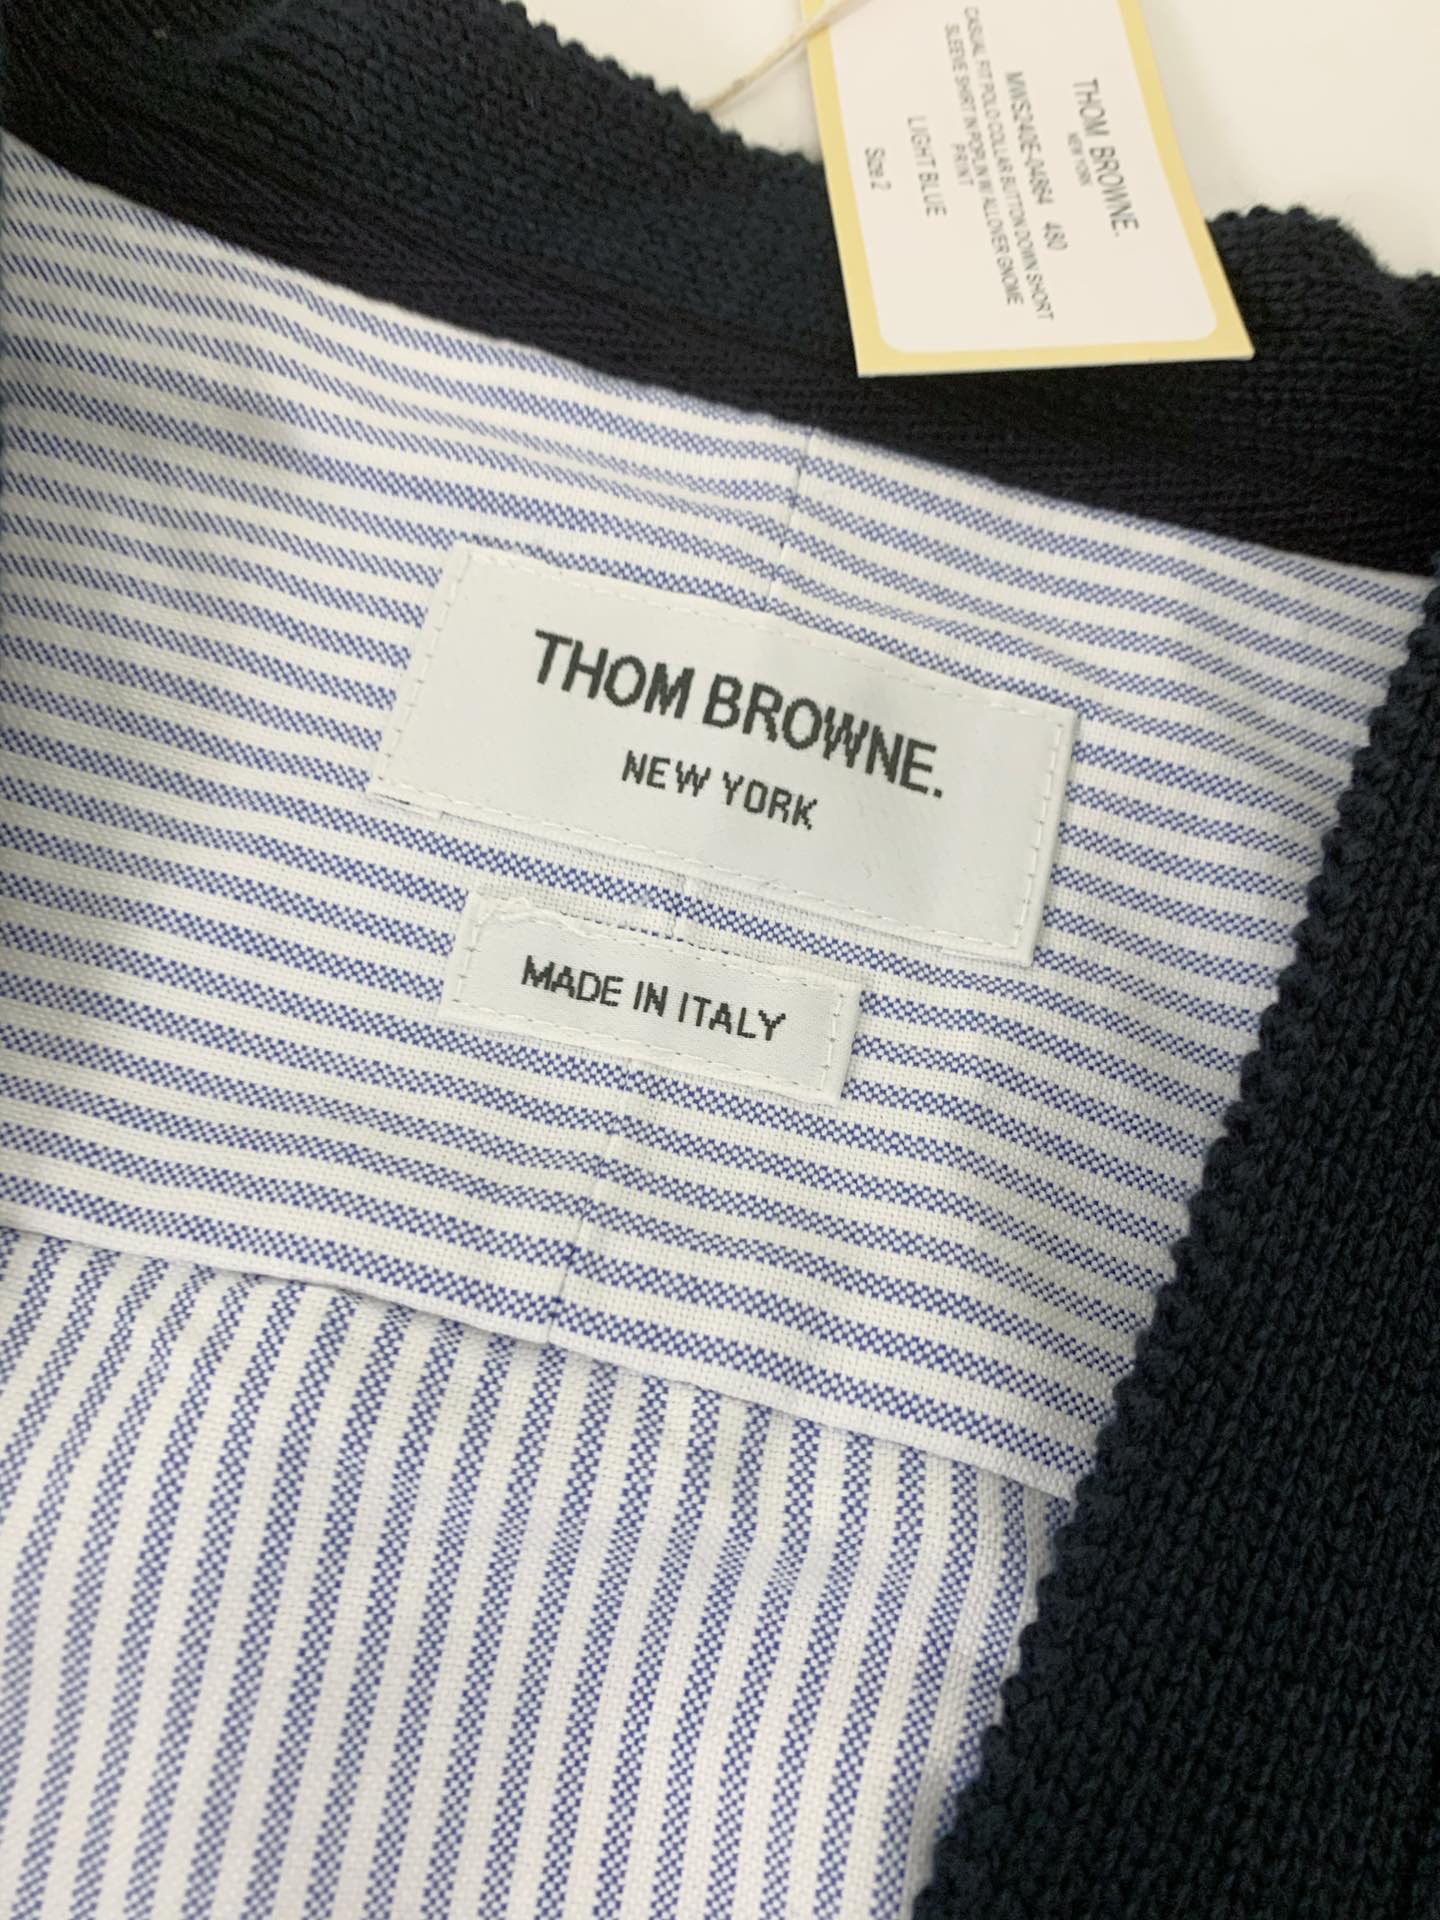 THOM BROWNE.
NEW YORK
MWS240E-04864 480
CASUAL FIT POLO COLLAR BUTTON DOWN SHORT
SLEEVE SHIRT IN POPLIN W/ ALLOVER GNOME
PRINT
LIGHT BLUE
Size 2
THOM BROWNE.
NEW YORK
MADE IN ITALY